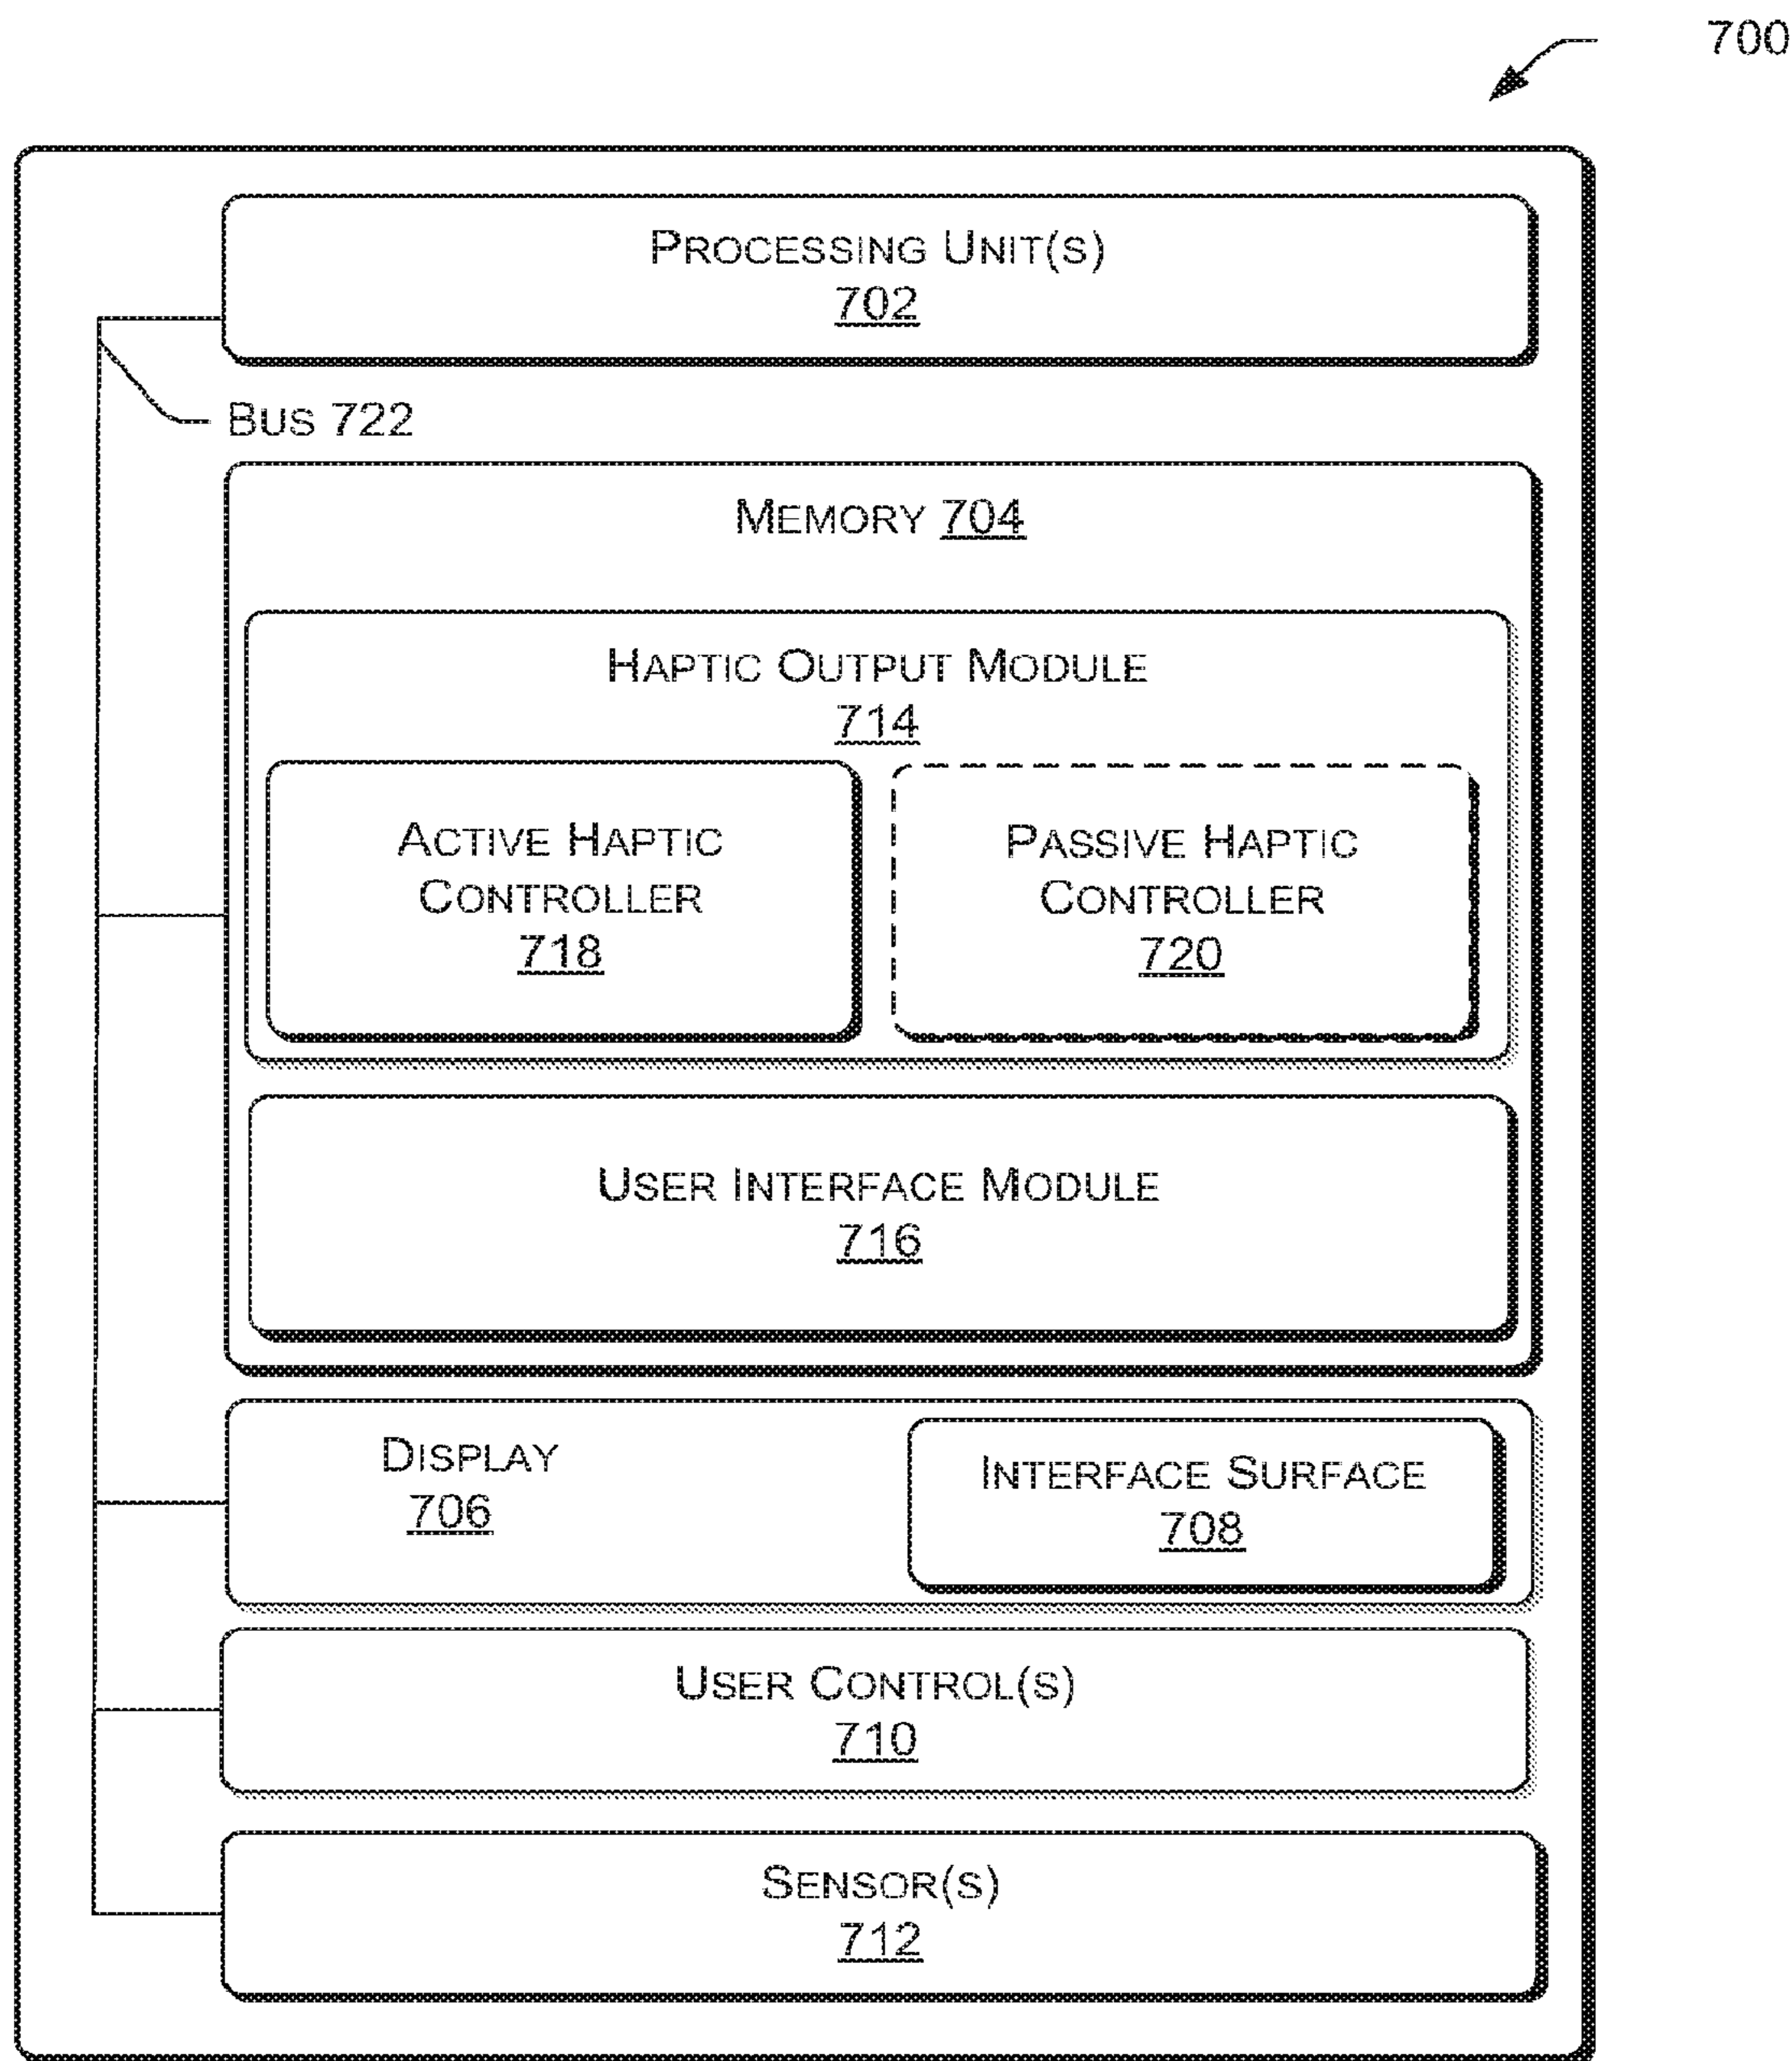 700
PROCESSING UNIT(S)
702
BUS 722
MEMORY 704
HAPTIC OUTPUT MODULE
714
ACTIVE HAPTIC
CONTROLLER
718
PASSIVE HAPTIC
CONTROLLER
720
USER INTERFACE MODULE
716
DISPLAY
706
INTERFACE SURFACE
708
USER CONTROL(S)
710
SENSOR(S)
712